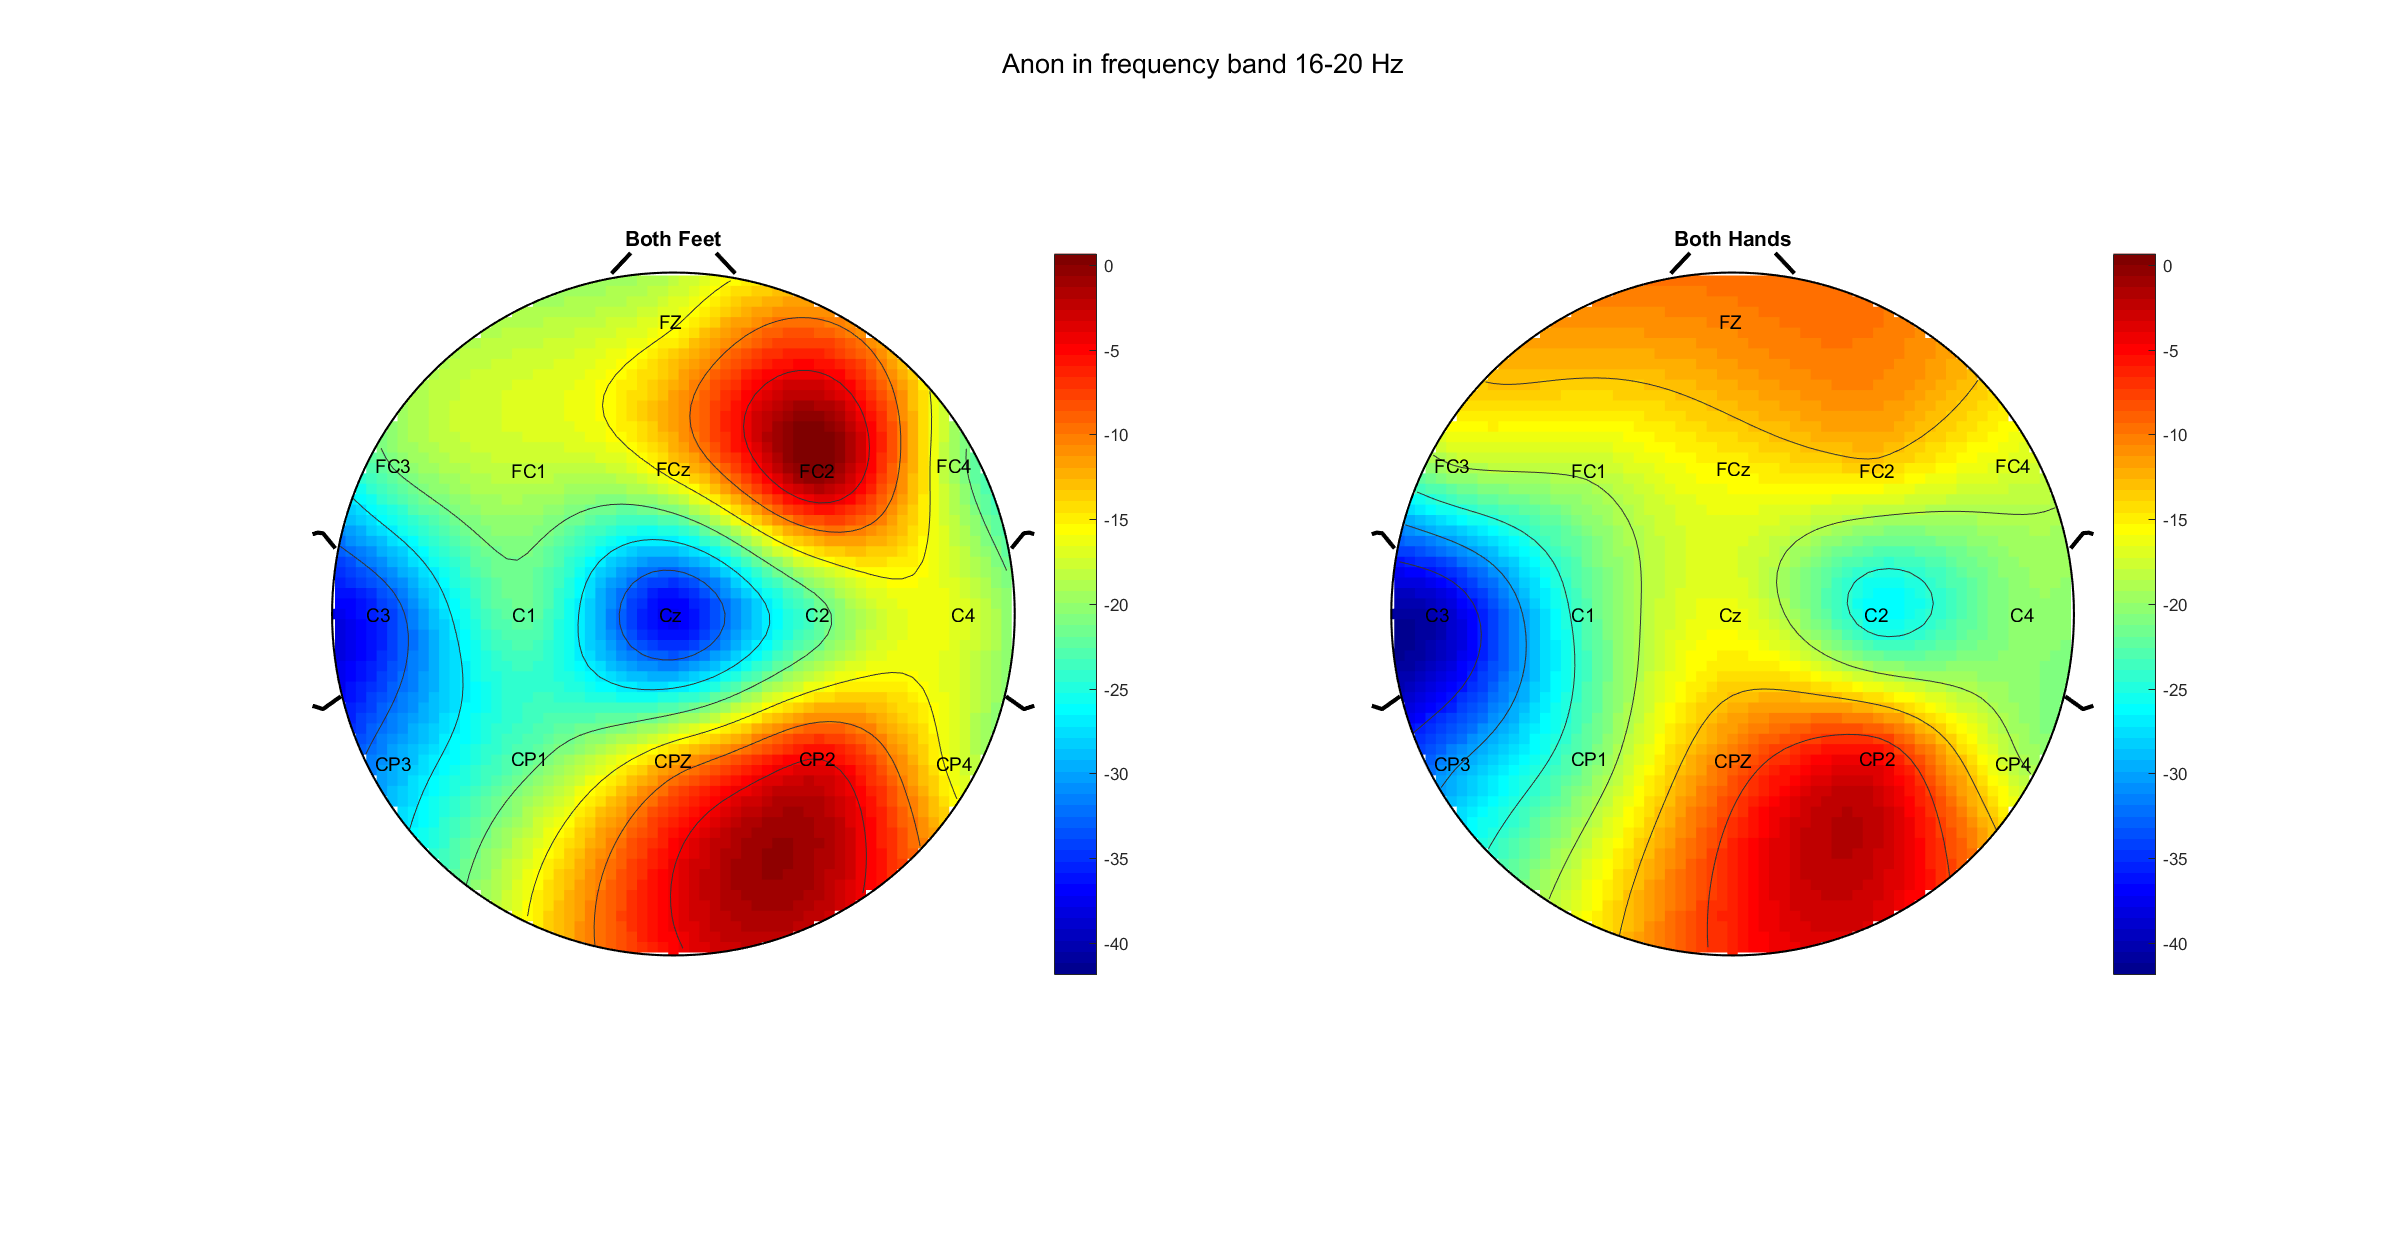 Anon in frequency band 16-20 Hz
Both Feet
FZ
FC3 FC1 FCz FC2 FC4
C3 C1 Cz C2 C4
CP3 CP1 CPZ CP2 CP4
0
-5
-10
-15
-20
-25
-30
-35
-40
Both Hands
FZ
FC3 FC1 FCz FC2 FC4
C3 C1 Cz C2 C4
CP3 CP1 CPZ CP2 CP4
0
-5
-10
-15
-20
-25
-30
-35
-40